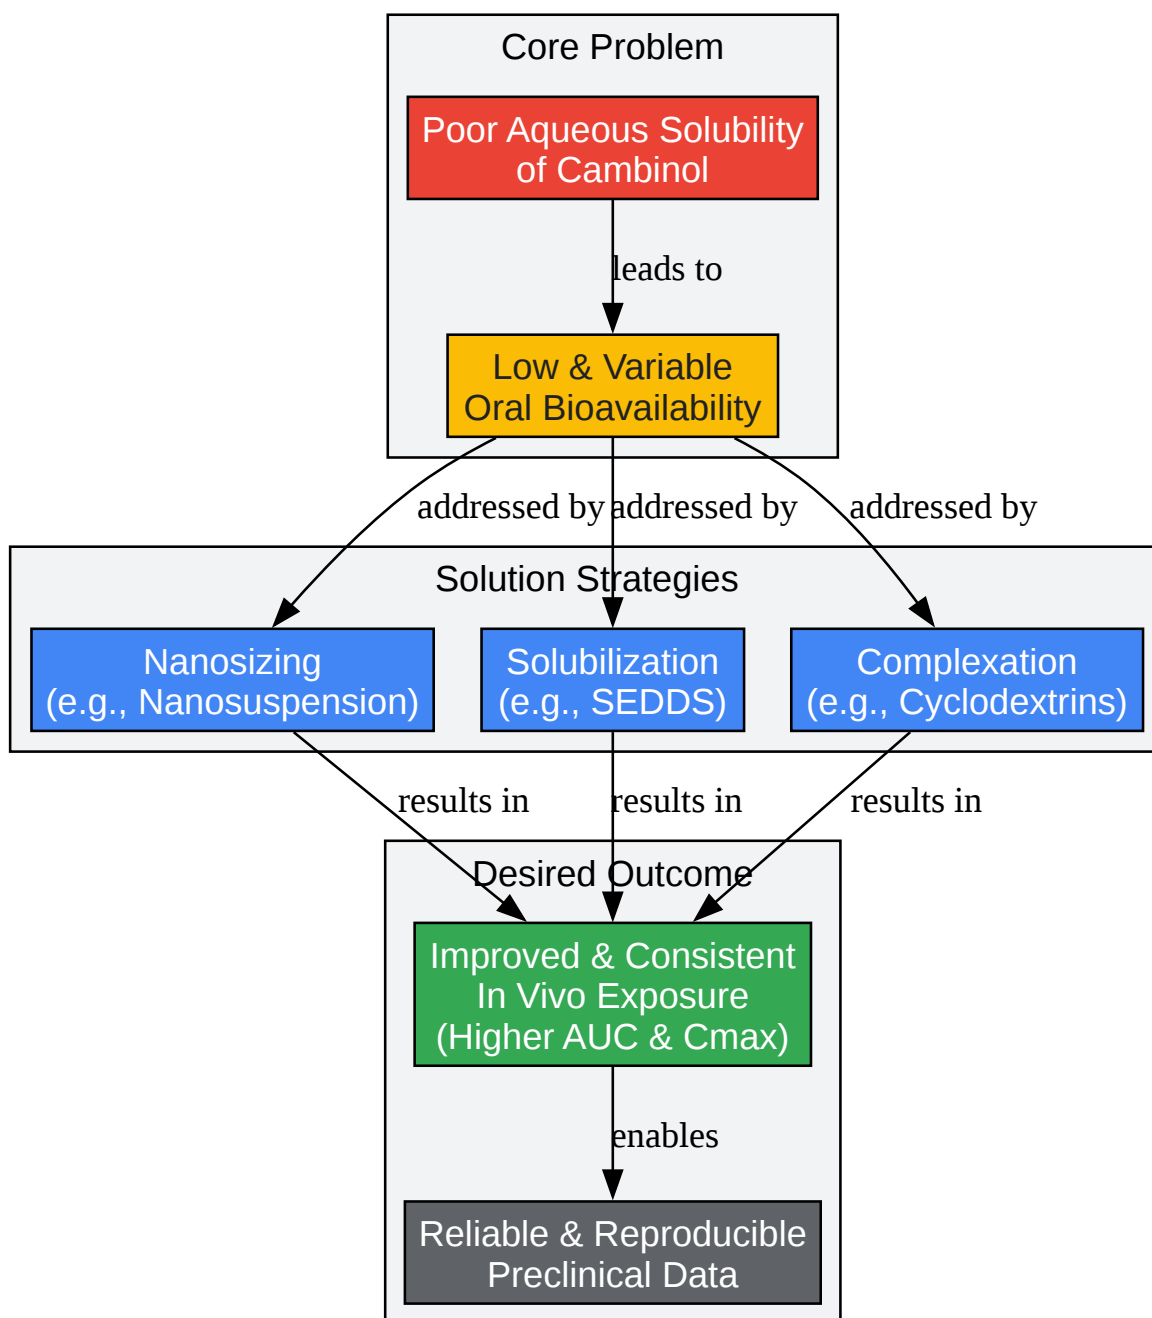 Core Problem
Poor Aqueous Solubility
of Cambinol
leads to
Low & Variable
Oral Bioavailability
addressed by
addressed by
addressed by
Solution Strategies
Nanosizing
(e.g., Nanosuspension)
Solubilization
(e.g., SEDDS)
Complexation
(e.g., Cyclodextrins)
results in
results in
results in
Desired Outcome
Improved & Consistent
In Vivo Exposure
(Higher AUC & Cmax)
enables
Reliable & Reproducible
Preclinical Data